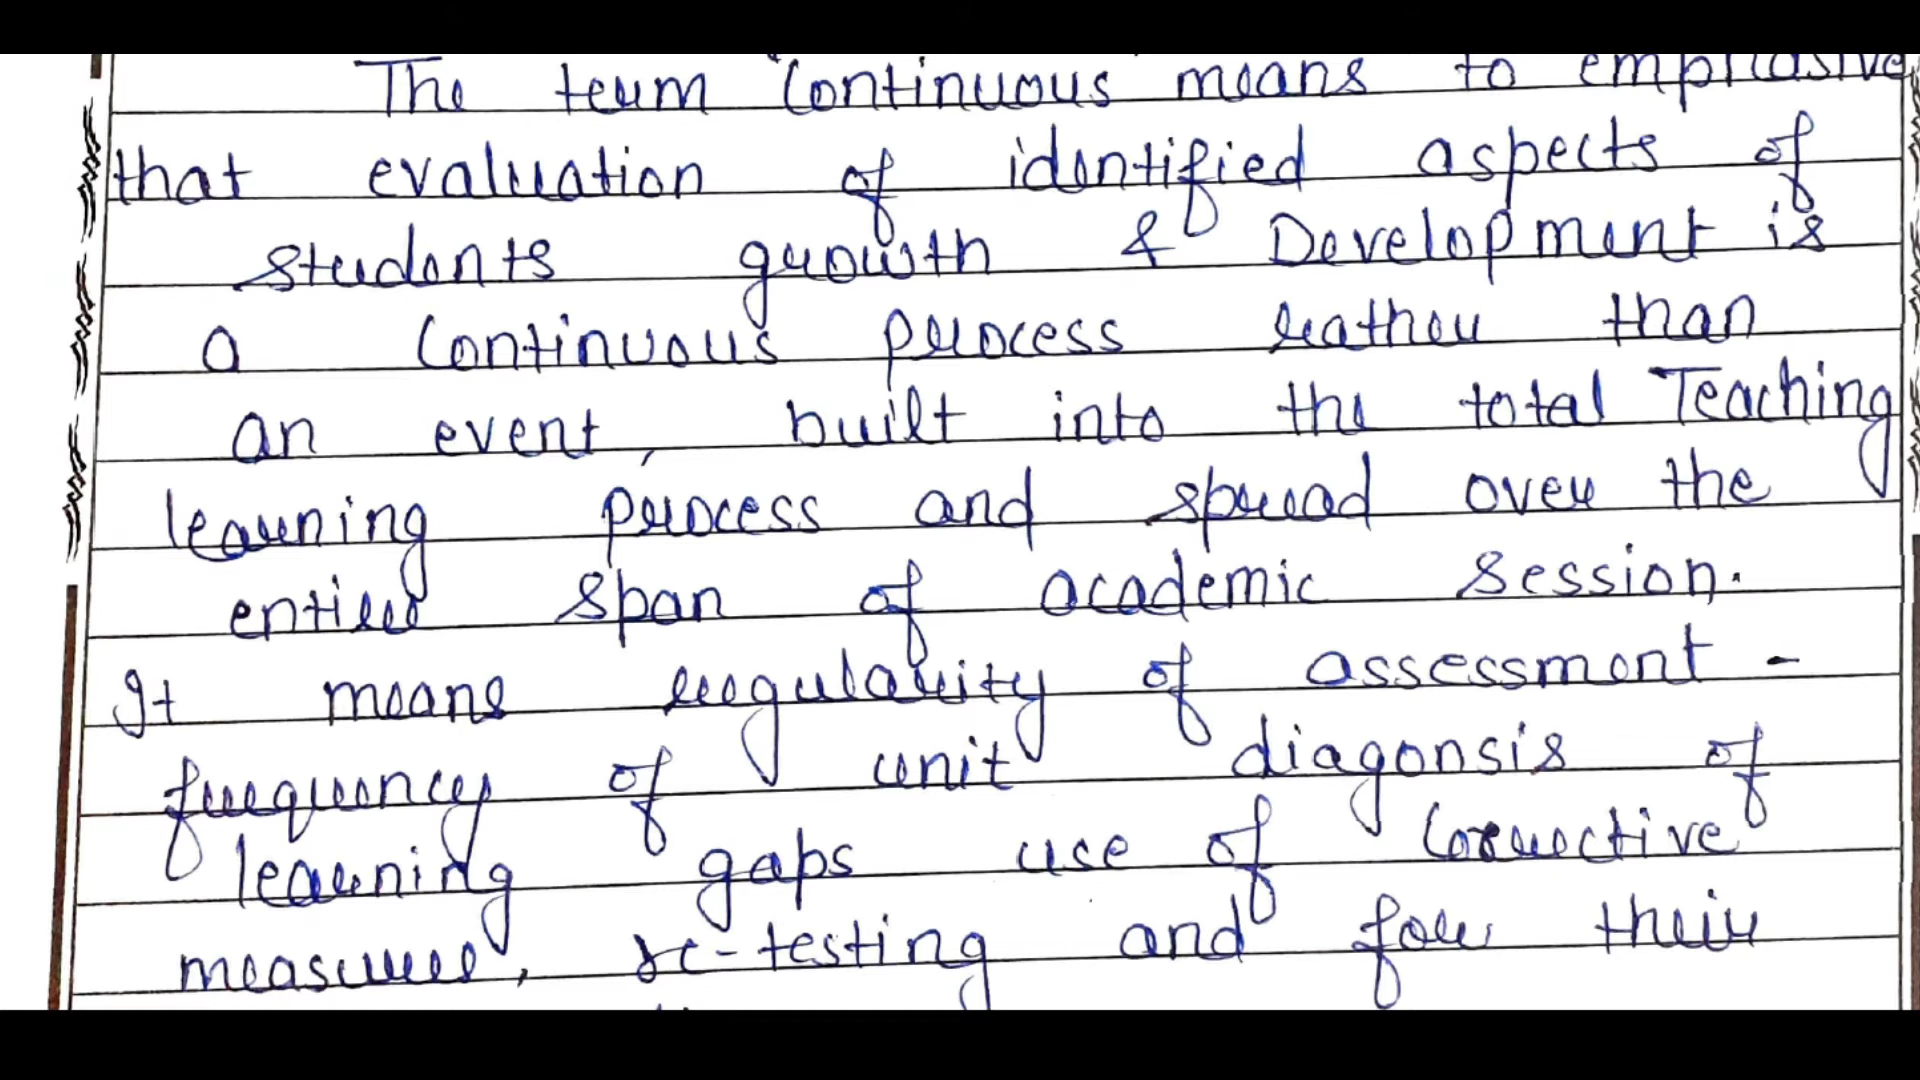 The term "Continuous" means to emphasive
that evaluation of identified aspects of
students growth & Development is
a Continuous process rather than
an event, built into the total Teaching
learning process and spread over the
entire span of academic session.
It means regularity of assessment -
frequency of unit diagonsis of
learning gaps use of Corrective
measure, re-testing and for their